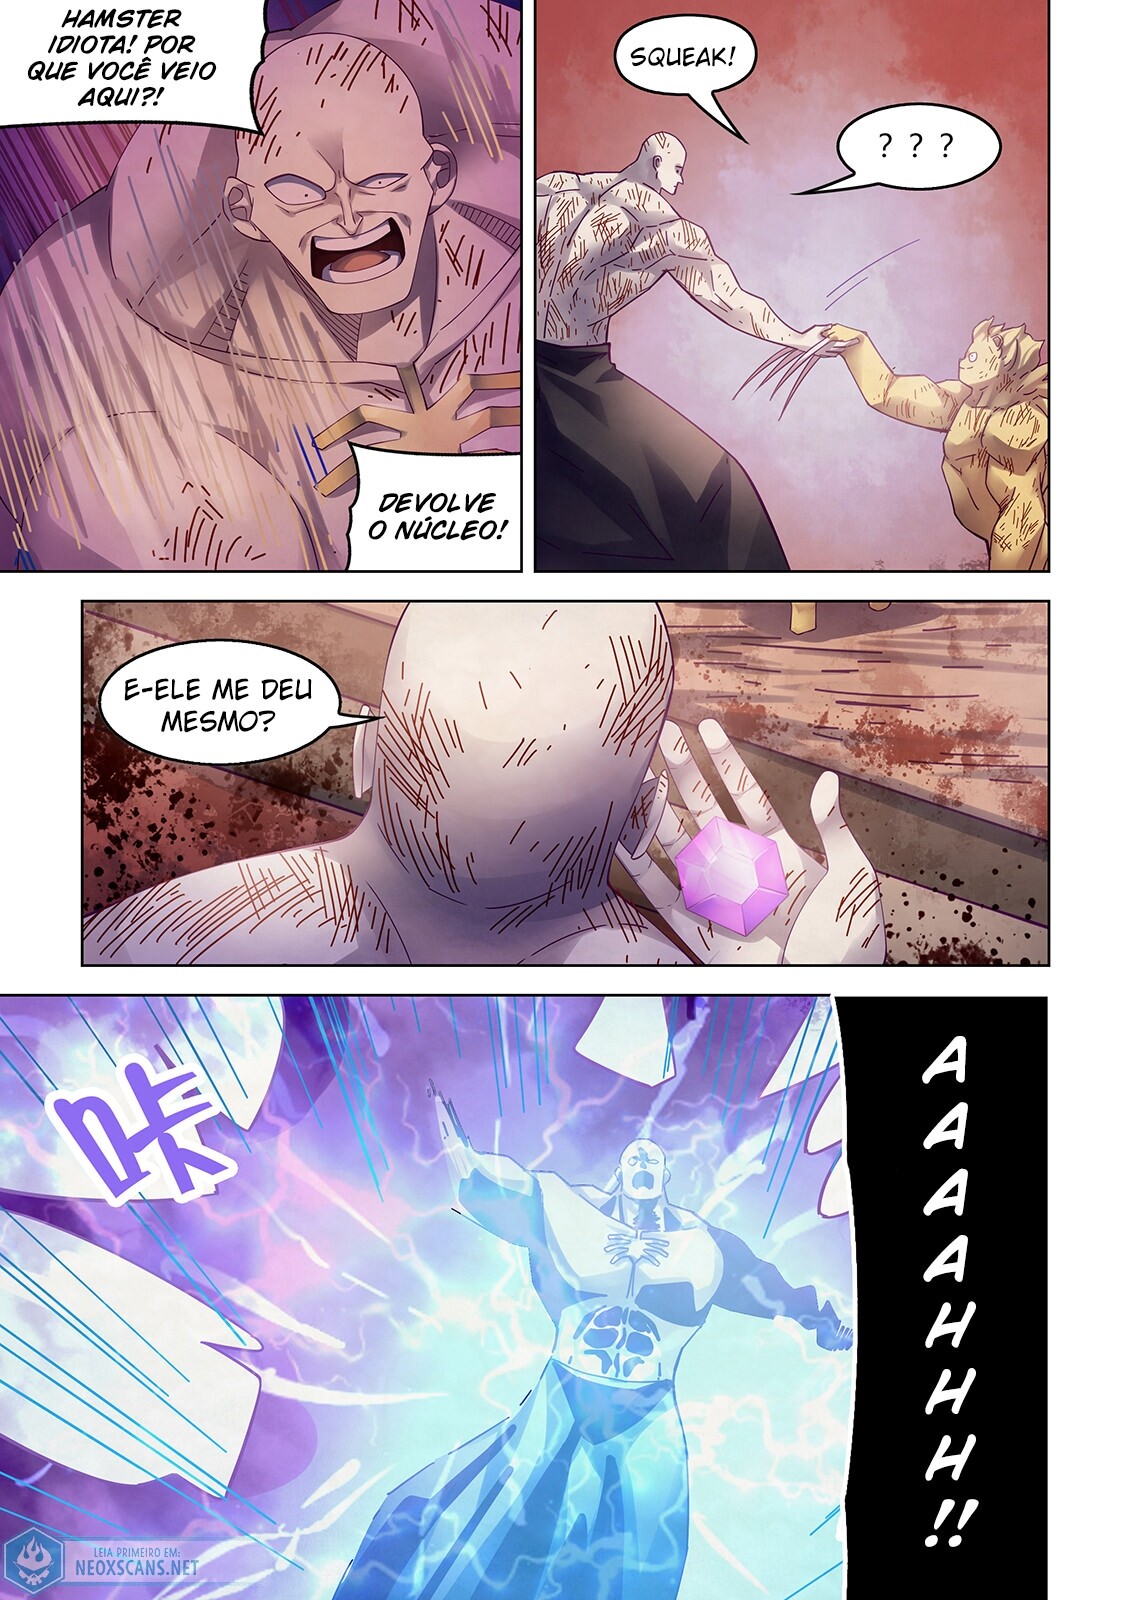 HAMSTER
IDIOTA! POR
QUE VOCÊ VEIO
AQUI?!
DEVOLVE
O NÚCLEO!
SQUEAK!
? ? ?
E-ELE ME DEU
MESMO?
咔
A
A
A
A
H
H
H
!!
LEIA PRIMEIRO EM:
NEOXSCANS.NET